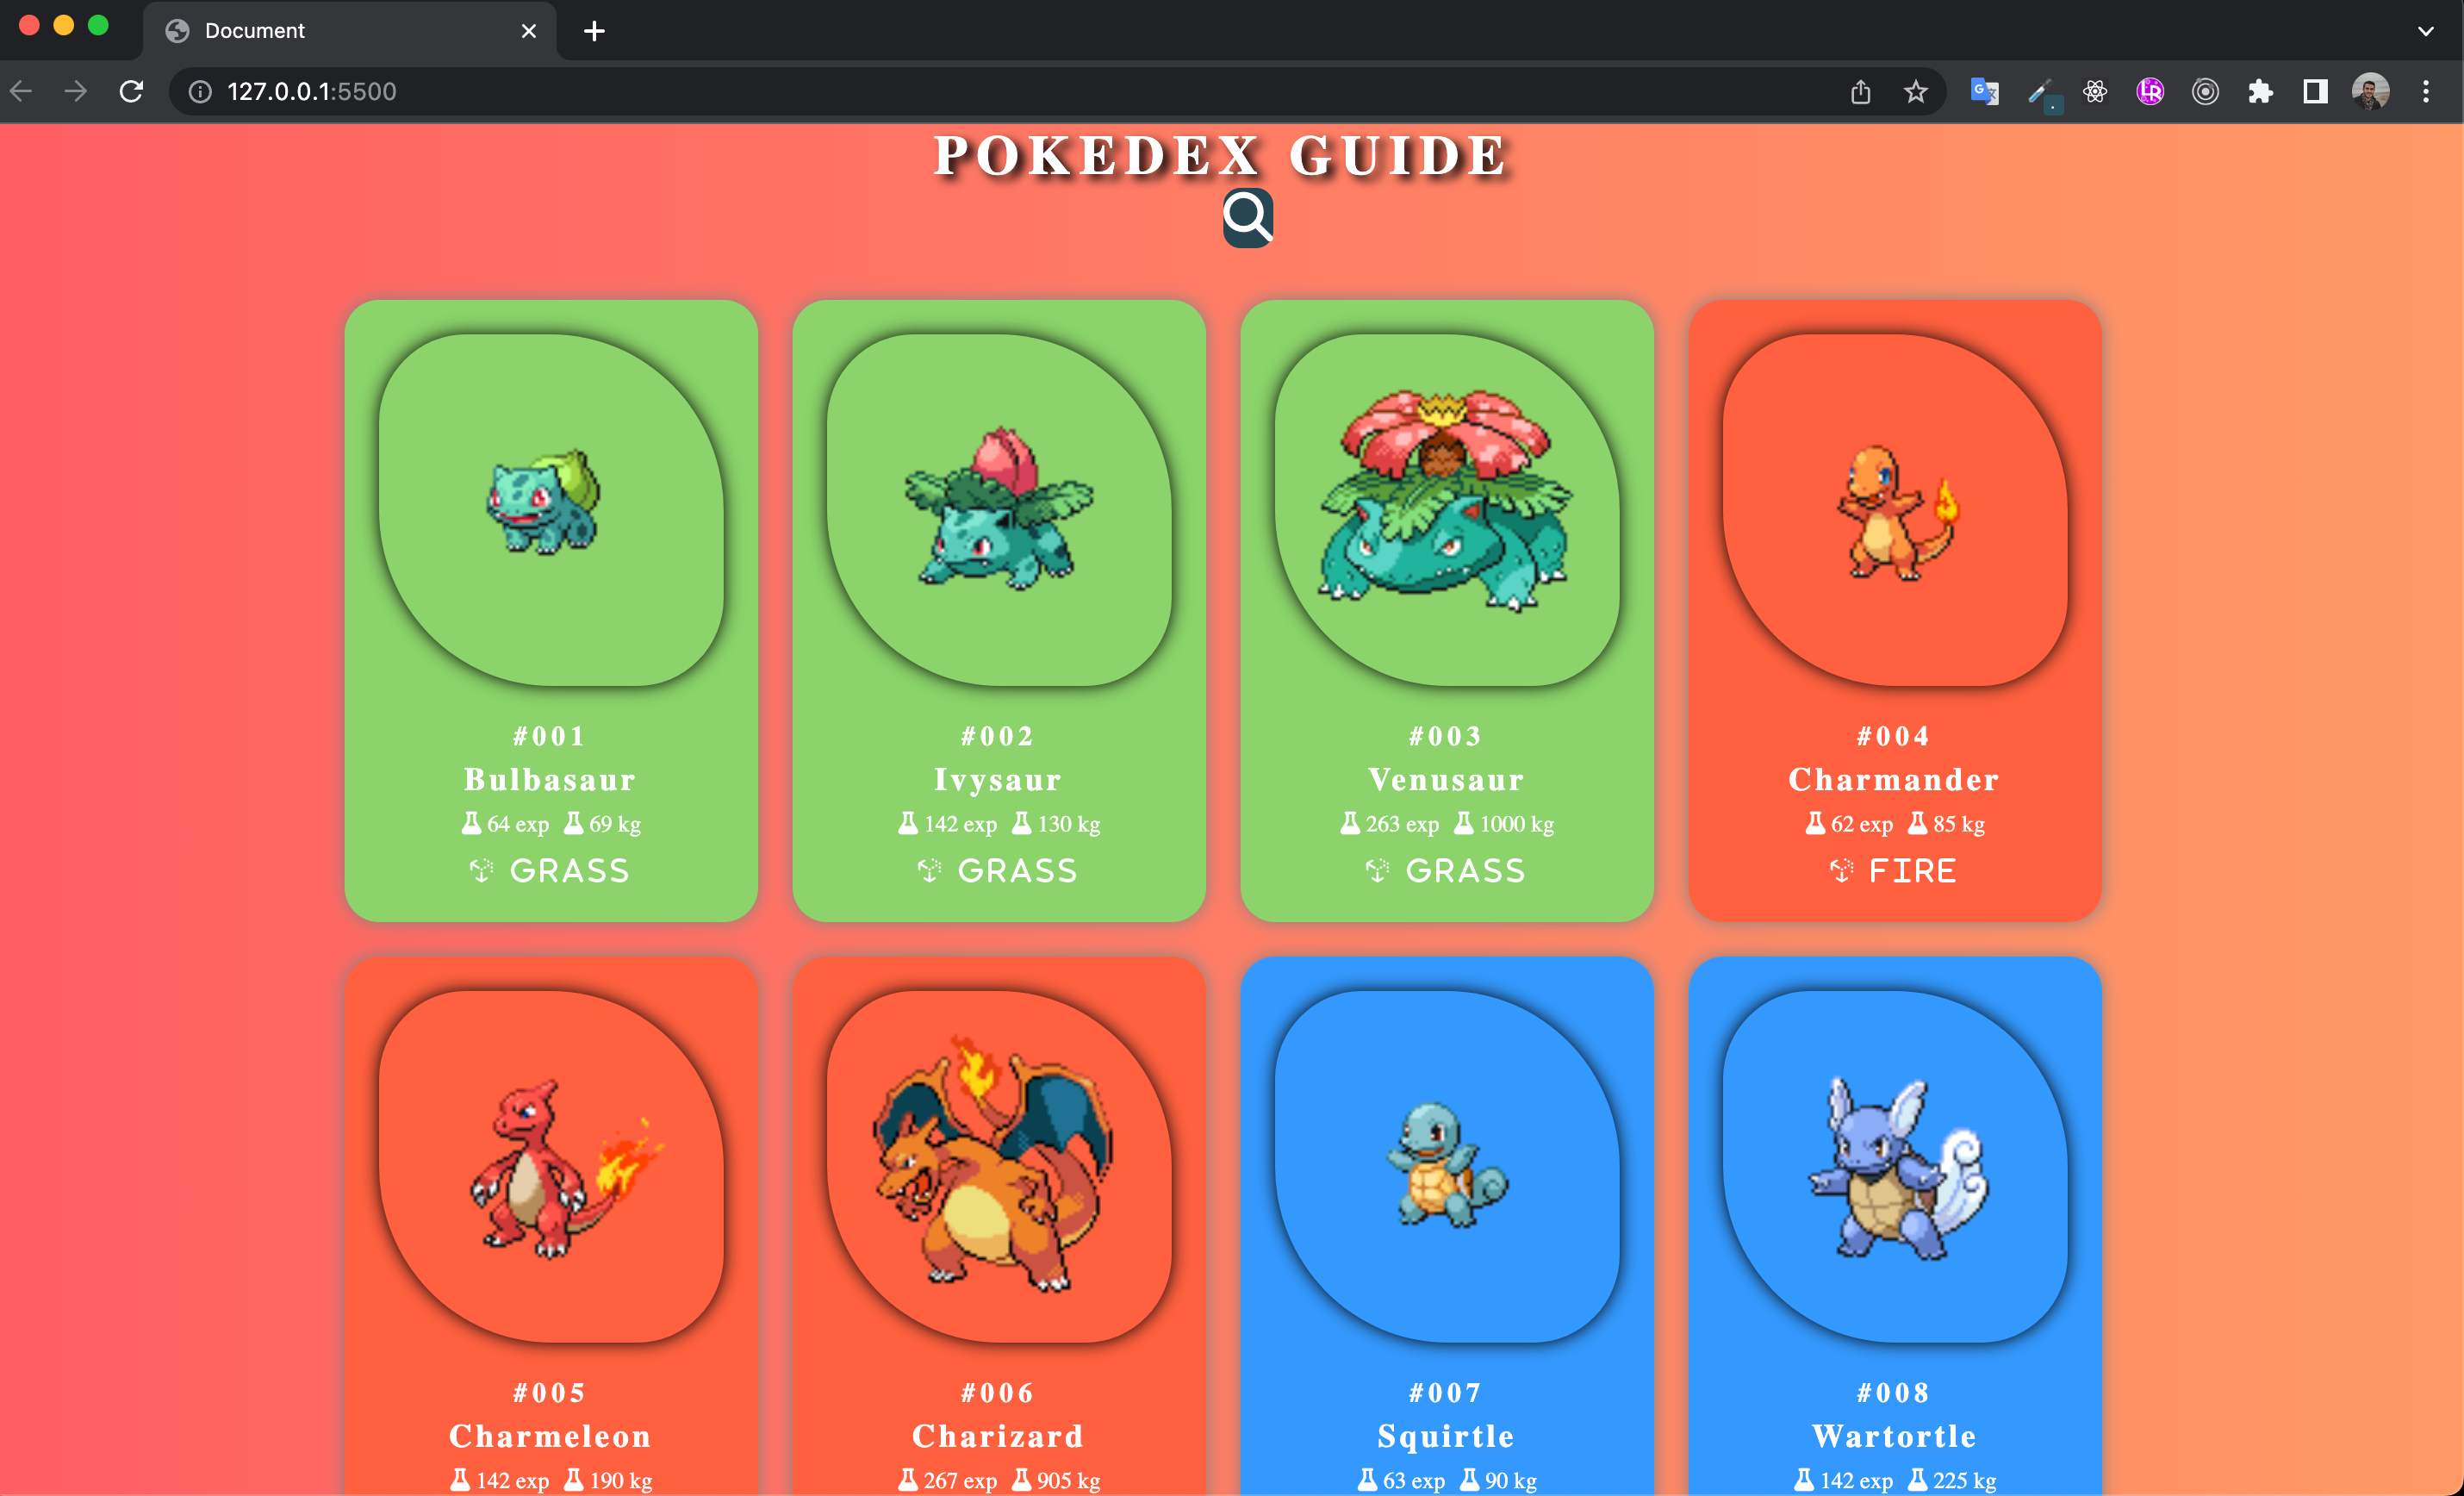 Document
127.0.0.1:5500
POKEDEX GUIDE
#001
Bulbasaur
64 exp 69 kg
GRASS
#002
Ivysaur
142 exp 130 kg
GRASS
#003
Venusaur
263 exp 1000 kg
GRASS
#004
Charmander
62 exp 85 kg
FIRE
#005
Charmeleon
142 exp 190 kg
#006
Charizard
267 exp 905 kg
#007
Squirtle
63 exp 90 kg
#008
Wartortle
142 exp 225 kg